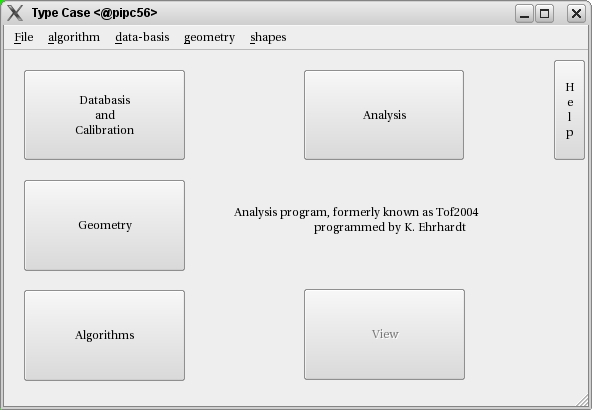 Type Case <@pipc56>
File algorithm data-basis geometry shapes
Databasis
and
Calibration
Analysis
H
e
l
p
Geometry
Analysis program, formerly known as Tof2004
programmed by K. Ehrhardt
Algorithms
View